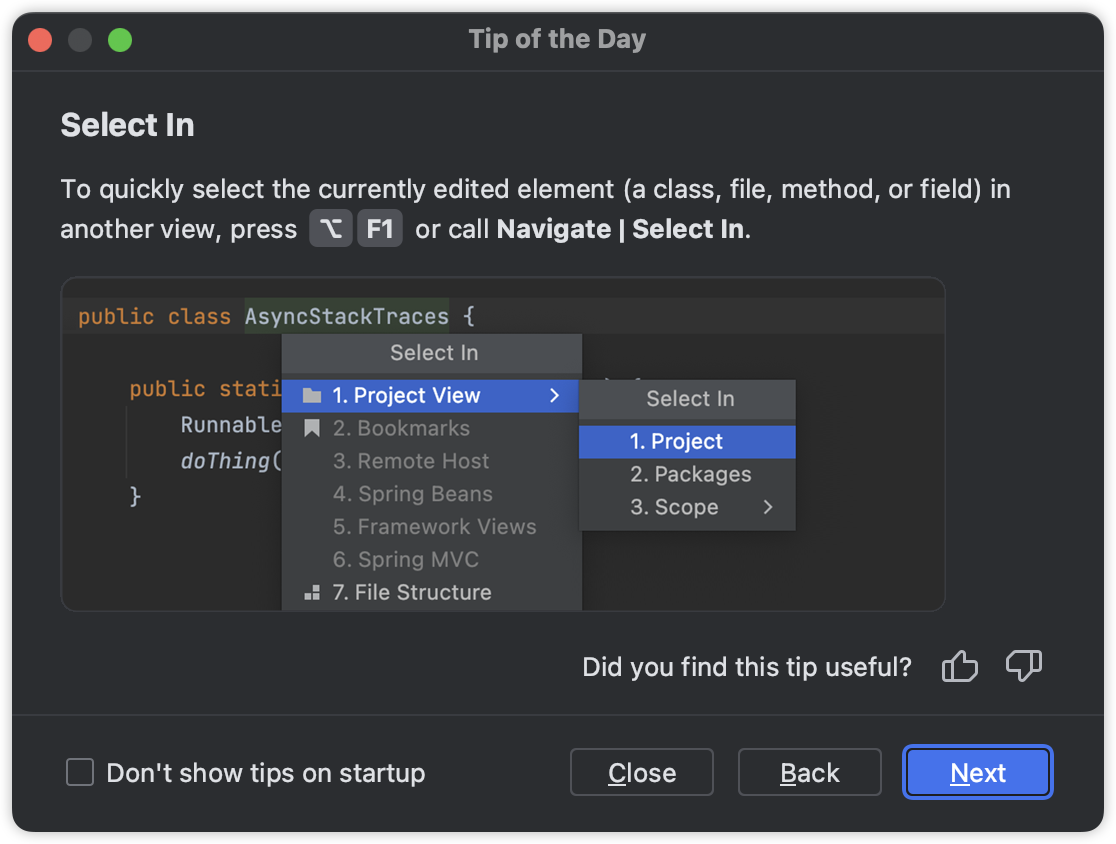 Tip of the Day
Select In
To quickly select the currently edited element (a class, file, method, or field) in
another view, press ⌥ F1 or call Navigate | Select In.
public class AsyncStackTraces {
Select In
public stati
1. Project View
Select In
Runnable
2. Bookmarks
1. Project
doThing(
3. Remote Host
2. Packages
}
4. Spring Beans
3. Scope
5. Framework Views
6. Spring MVC
7. File Structure
Did you find this tip useful?
Don't show tips on startup
Close
Back
Next